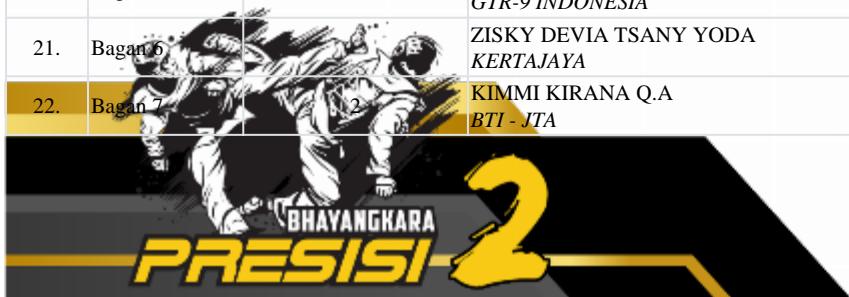 GTR-9 INDONESIA
21. Bagan 6 ZISKY DEVIA TSANY YODA
KERTAJAYA
22. Bagan 7 2 KIMMI KIRANA Q.A
BTI - JTA
BHAYANGKARA
PRESISI 2